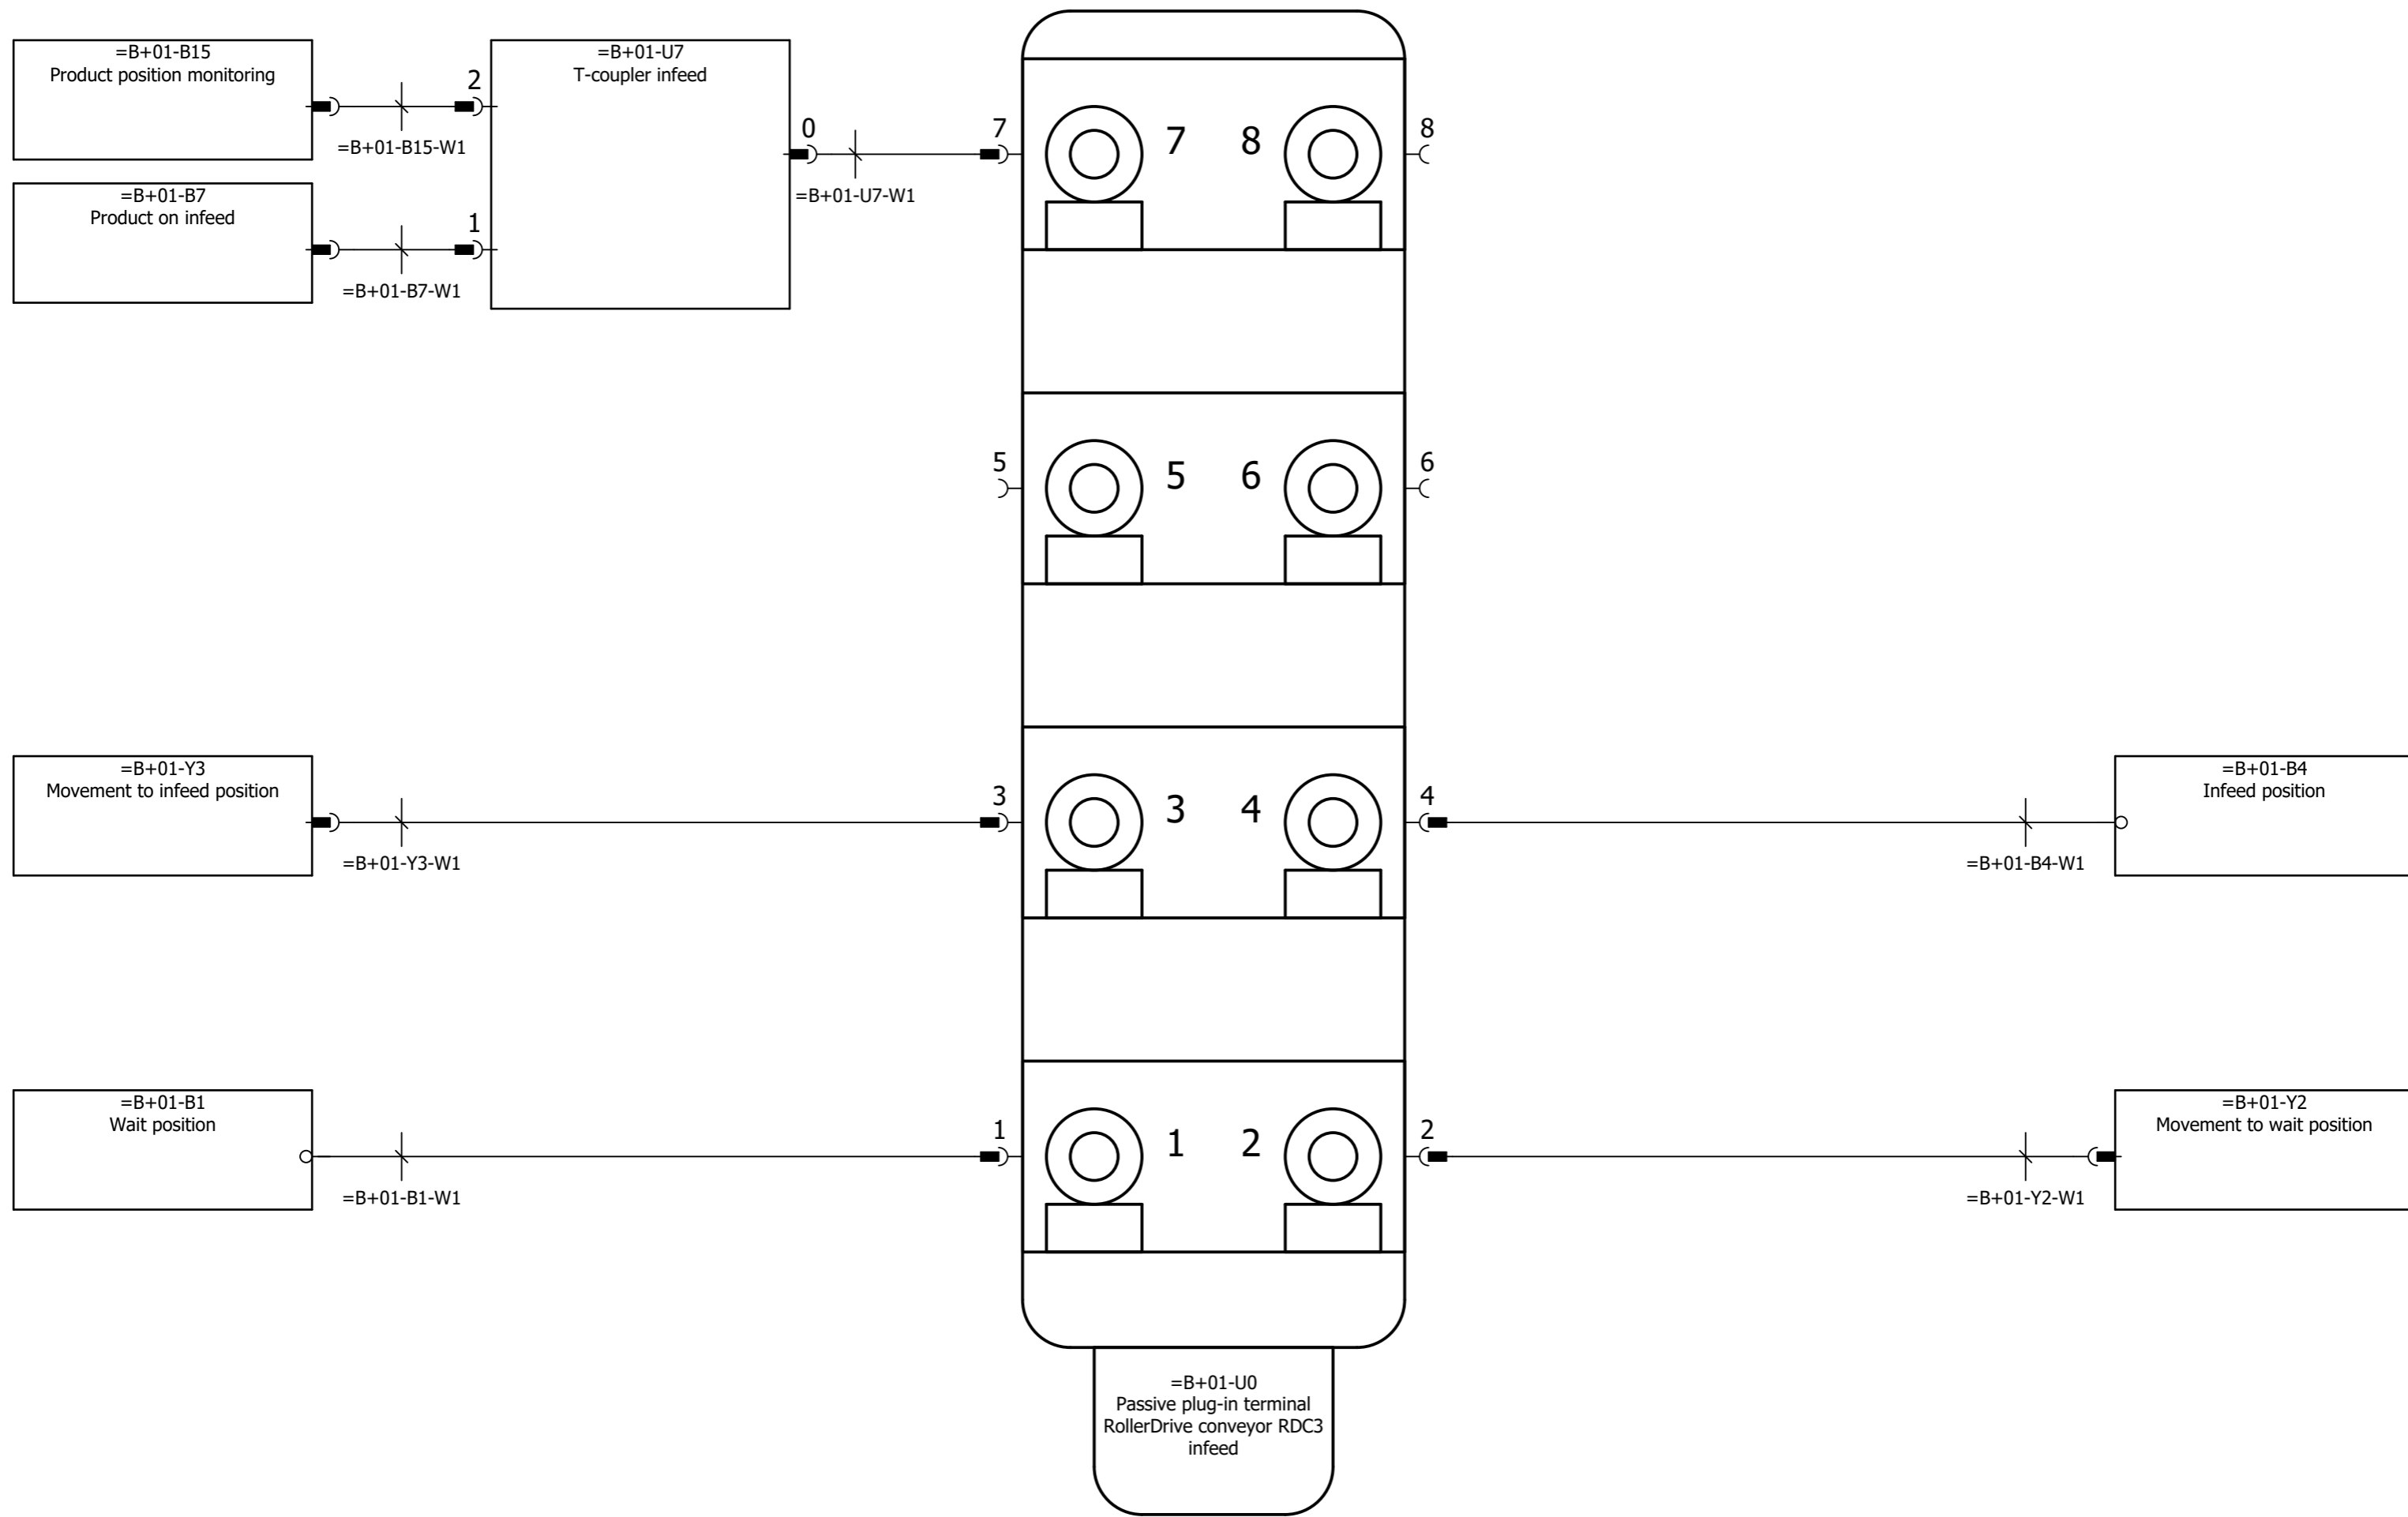 =B+01-B15
Product position monitoring
2
=B+01-B15-W1
=B+01-B7
Product on infeed
1
=B+01-B7-W1
=B+01-U7
T-coupler infeed
0
=B+01-U7-W1
7
7 8
8
5
5 6
6
=B+01-Y3
Movement to infeed position
=B+01-Y3-W1
3
3 4
4
=B+01-B4-W1
=B+01-B4
Infeed position
=B+01-B1
Wait position
=B+01-B1-W1
1
1 2
2
=B+01-Y2-W1
=B+01-Y2
Movement to wait position
=B+01-U0
Passive plug-in terminal
RollerDrive conveyor RDC3
infeed